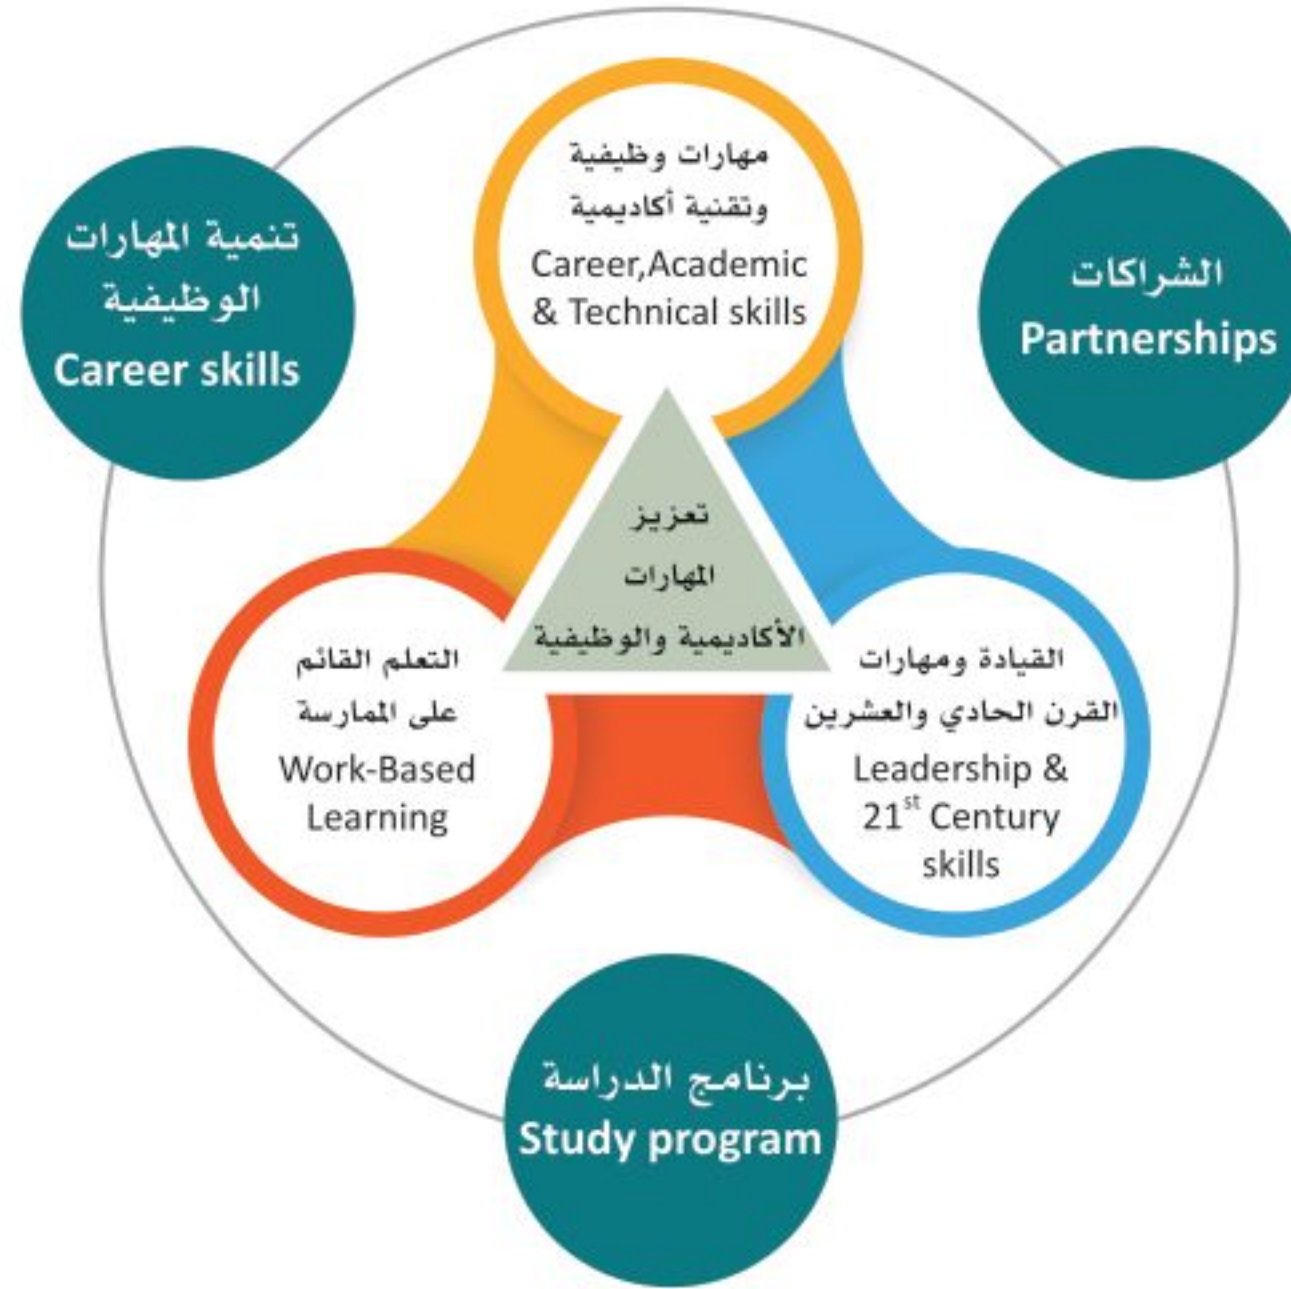 مهارات وظيفية
وتقنية أكاديمية
Career,Academic
& Technical skills
تنمية المهارات
الوظيفية
Career skills
الشراكات
Partnerships
تعزيز
المهارات
الأكاديمية والوظيفية
التعلم القائم
على الممارسة
Work-Based
Learning
القيادة ومهارات
القرن الحادي والعشرين
Leadership &
21st Century
skills
برنامج الدراسة
Study program